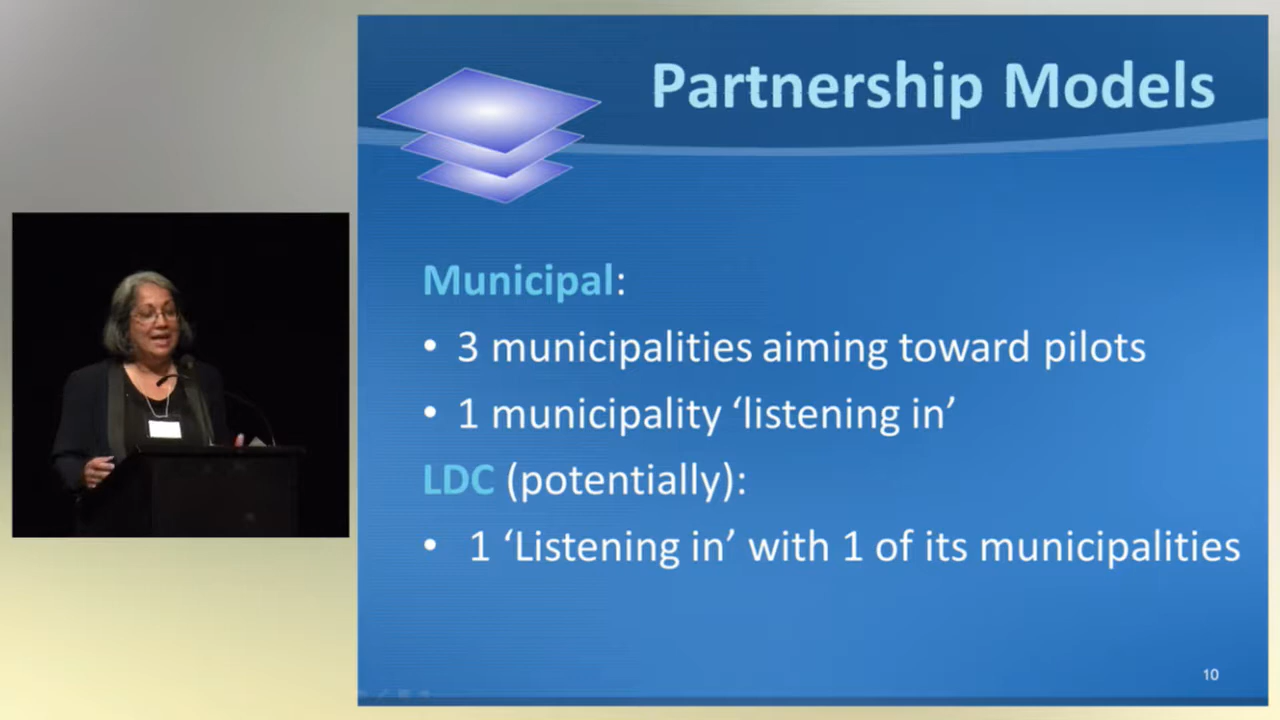 Partnership Models
Municipal:
• 3 municipalities aiming toward pilots
• 1 municipality ‘listening in’
LDC (potentially):
• 1 ‘Listening in’ with 1 of its municipalities
10